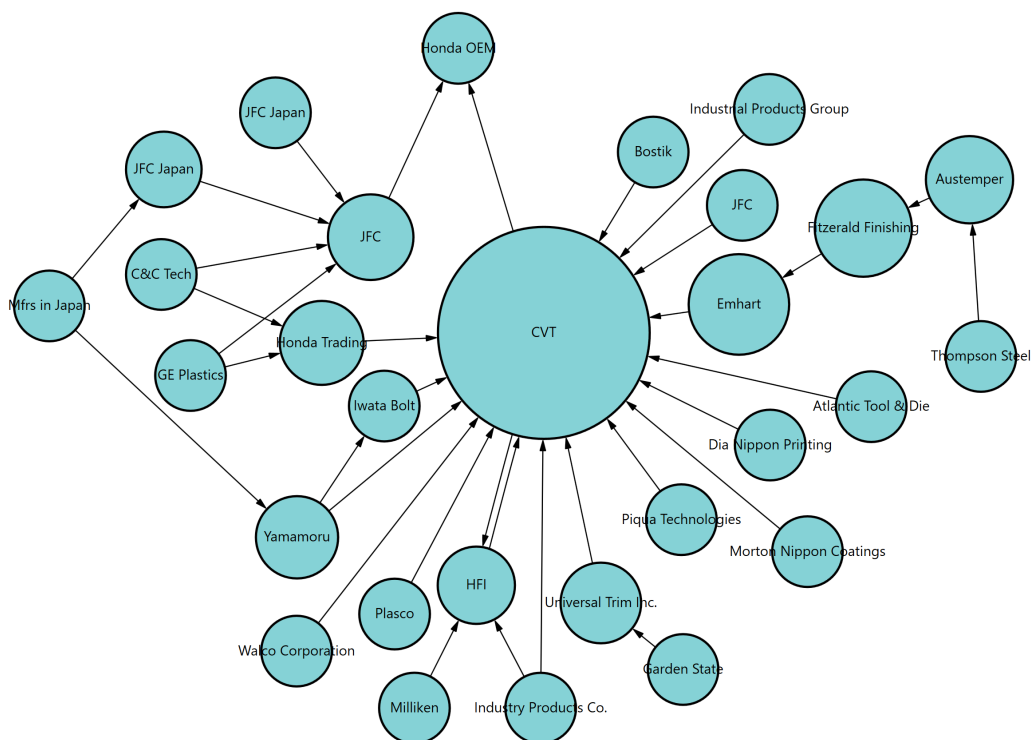 Honda OEM
JFC Japan
Industrial Products Group
Bostik
JFC Japan
Austemper
JFC
Fitzerald Finishing
JFC
C&C Tech
Mfrs in Japan
Emhart
CVT
Honda Trading
Thompson Steel
GE Plastics
Iwata Bolt
Atlantic Tool & Die
Dia Nippon Printing
Piqua Technologies
Yamamoru
Morton Nippon Coatings
HFI
Universal Trim Inc.
Plasco
Walco Corporation
Garden State
Milliken
Industry Products Co.